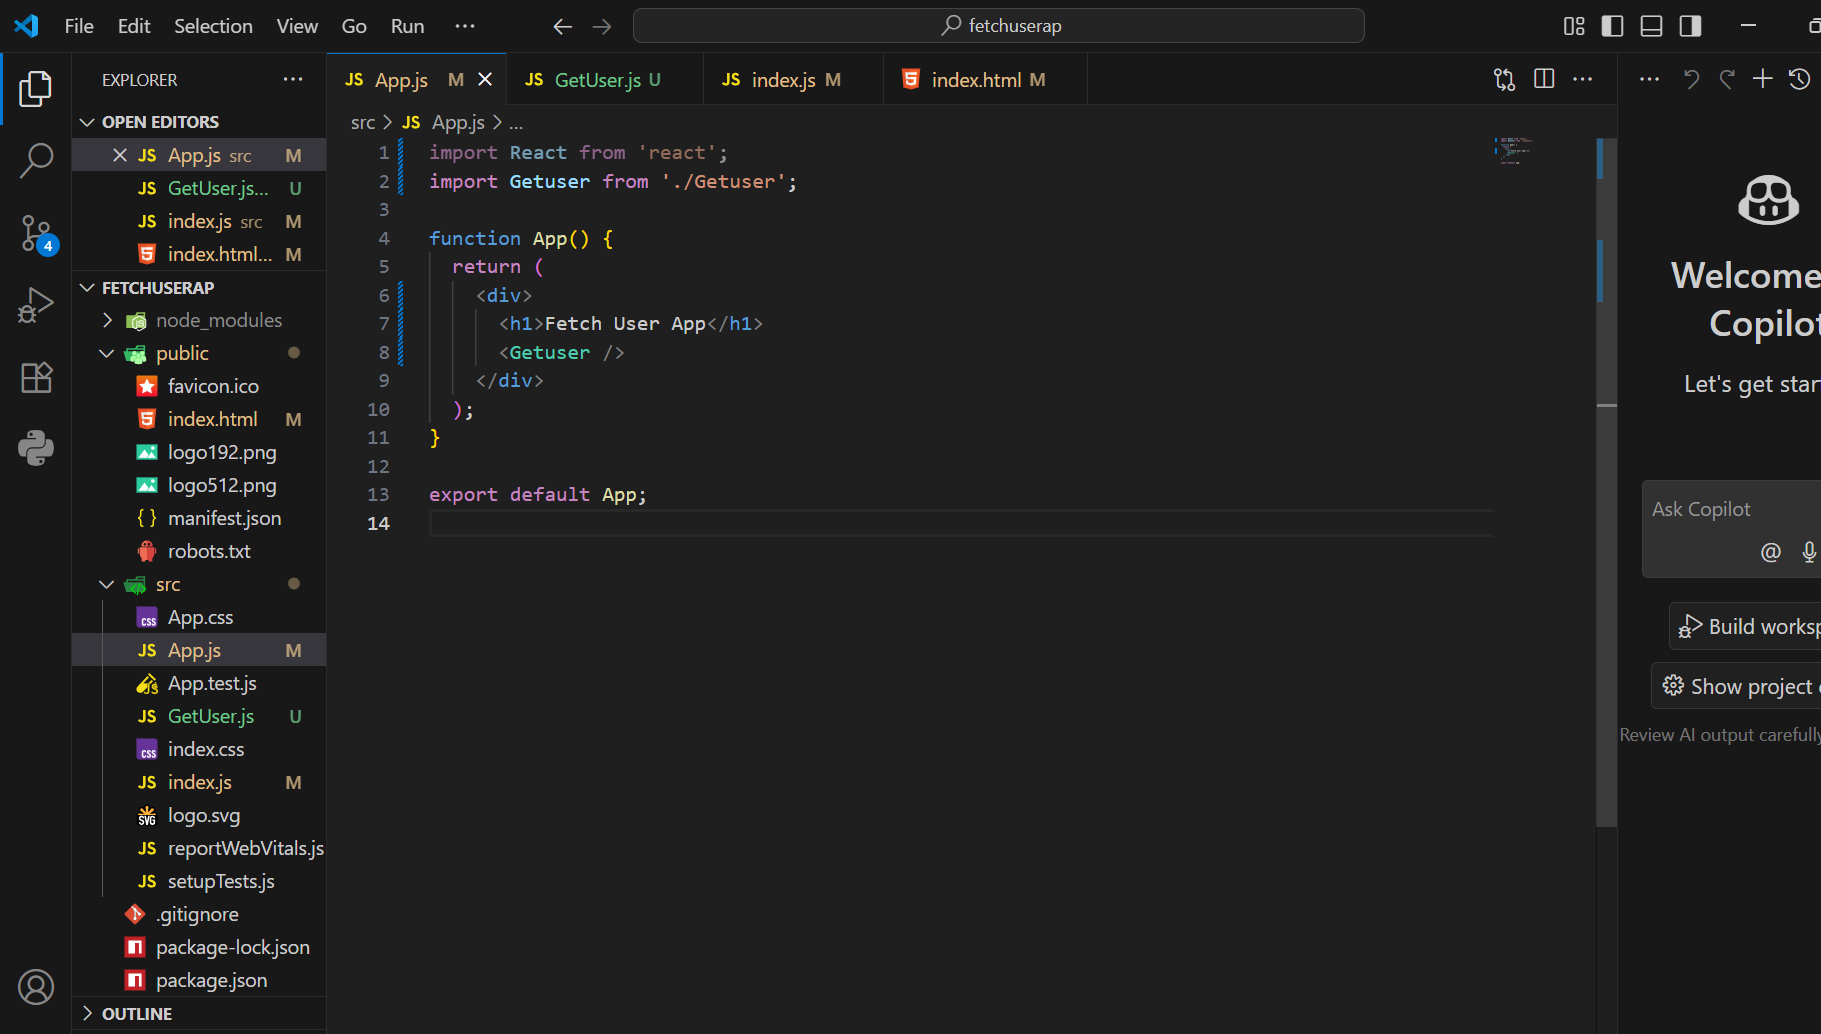 File Edit Selection View Go Run ...
fetchuserap
EXPLORER ...
OPEN EDITORS
JS App.js src M
JS GetUser.js... U
JS index.js src M
index.html... M
FETCHUSERAP
node_modules
public
favicon.ico
index.html M
logo192.png
logo512.png
{ } manifest.json
robots.txt
src
App.css
JS App.js M
App.test.js
JS GetUser.js U
index.css
JS index.js M
logo.svg
JS reportWebVitals.js
JS setupTests.js
.gitignore
package-lock.json
package.json
OUTLINE
4
JS App.js M
JS GetUser.js U
JS index.js M
index.html M
src > JS App.js > ...
1 import React from 'react';
2 import Getuser from './Getuser';
3
4 function App() {
5 return (
6 <div>
7 <h1>Fetch User App</h1>
8 <Getuser />
9 </div>
10 );
11 }
12
13 export default App;
14
Welcome
Copilot
Let's get star
Ask Copilot
@
Build worksp
Show project
Review AI output carefully